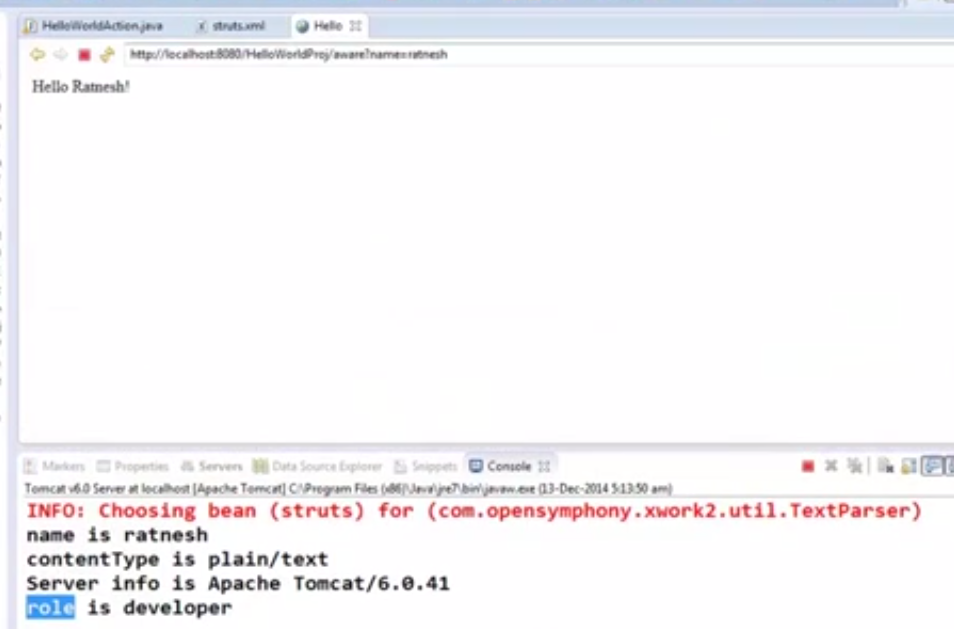 HelloWorldAction.java struts.xml Hello
http://localhost:8080/HelloWorldProj/aware?name=ratnesh
Hello Ratnesh!
Markers Properties Servers Data Source Explorer Snippets Console
Tomcat v6.0 Server at localhost [Apache Tomcat] C:\Program Files (x86)\Java\jre7\bin\javaw.exe (13-Dec-2014 5:13:50 am)
INFO: Choosing bean (struts) for (com.opensymphony.xwork2.util.TextParser)
name is ratnesh
contentType is plain/text
Server info is Apache Tomcat/6.0.41
role is developer